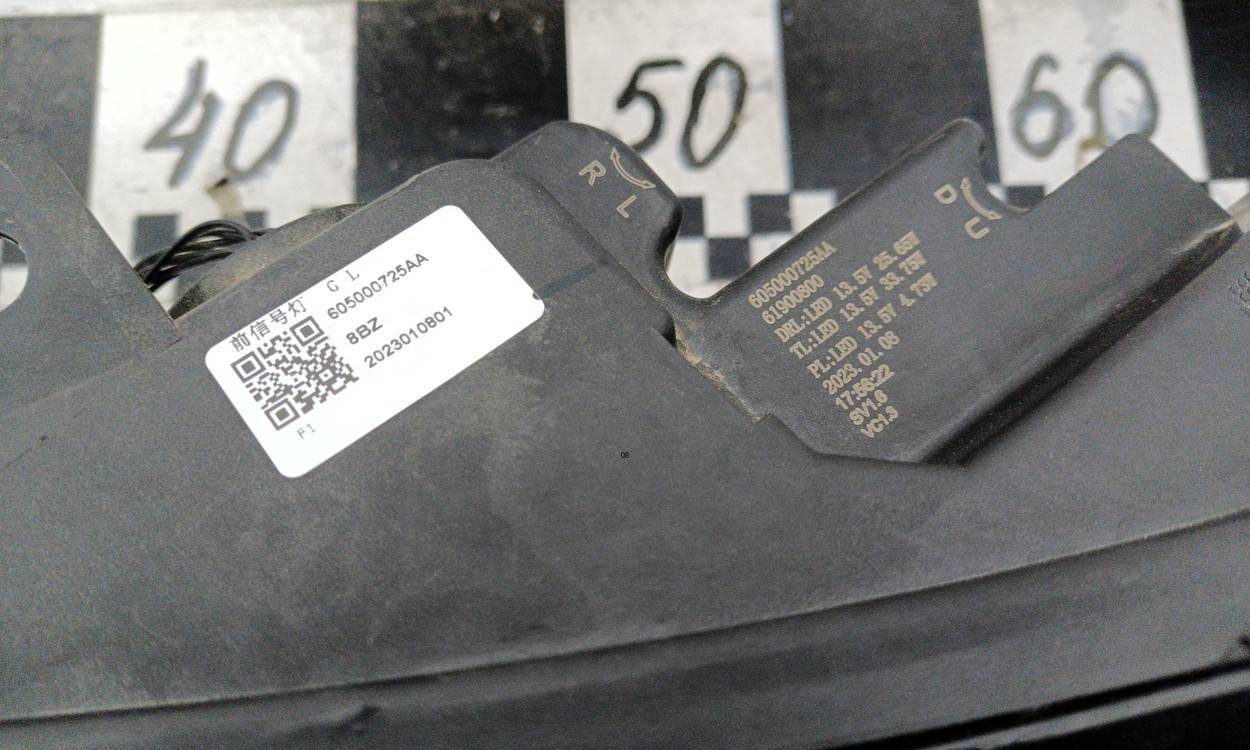 40
50
60
R L
D U
前信号灯 G L
605000725AA
8BZ
2023010801
F1
605000725AA
61900800
DRL:LED 13.5V 25.65W
TL:LED 13.5V 33.75W
PL:LED 13.5V 4.75W
2023.01.08
17:56:22
SV1.6
VC1.3
08